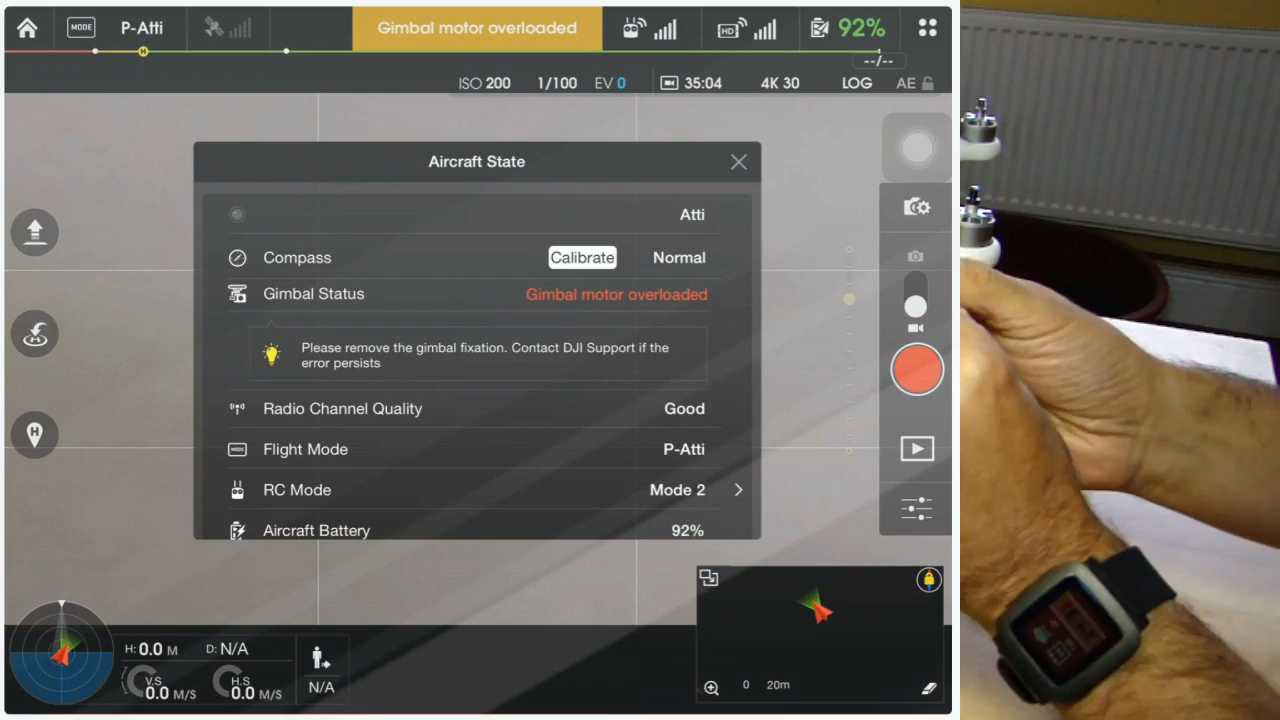 MODE P-Atti Gimbal motor overloaded HD 92%
H
--/--
ISO 200 1/100 EV 0 35:04 4K 30 LOG AE
Aircraft State
Atti
Compass Calibrate Normal
Gimbal Status Gimbal motor overloaded
Please remove the gimbal fixation. Contact DJI Support if the
error persists
Radio Channel Quality Good
MODE Flight Mode P-Atti
RC Mode Mode 2
Aircraft Battery 92%
H
H: 0.0 M D: N/A
V.S H.S
0.0 M/S 0.0 M/S
N/A
0 20m